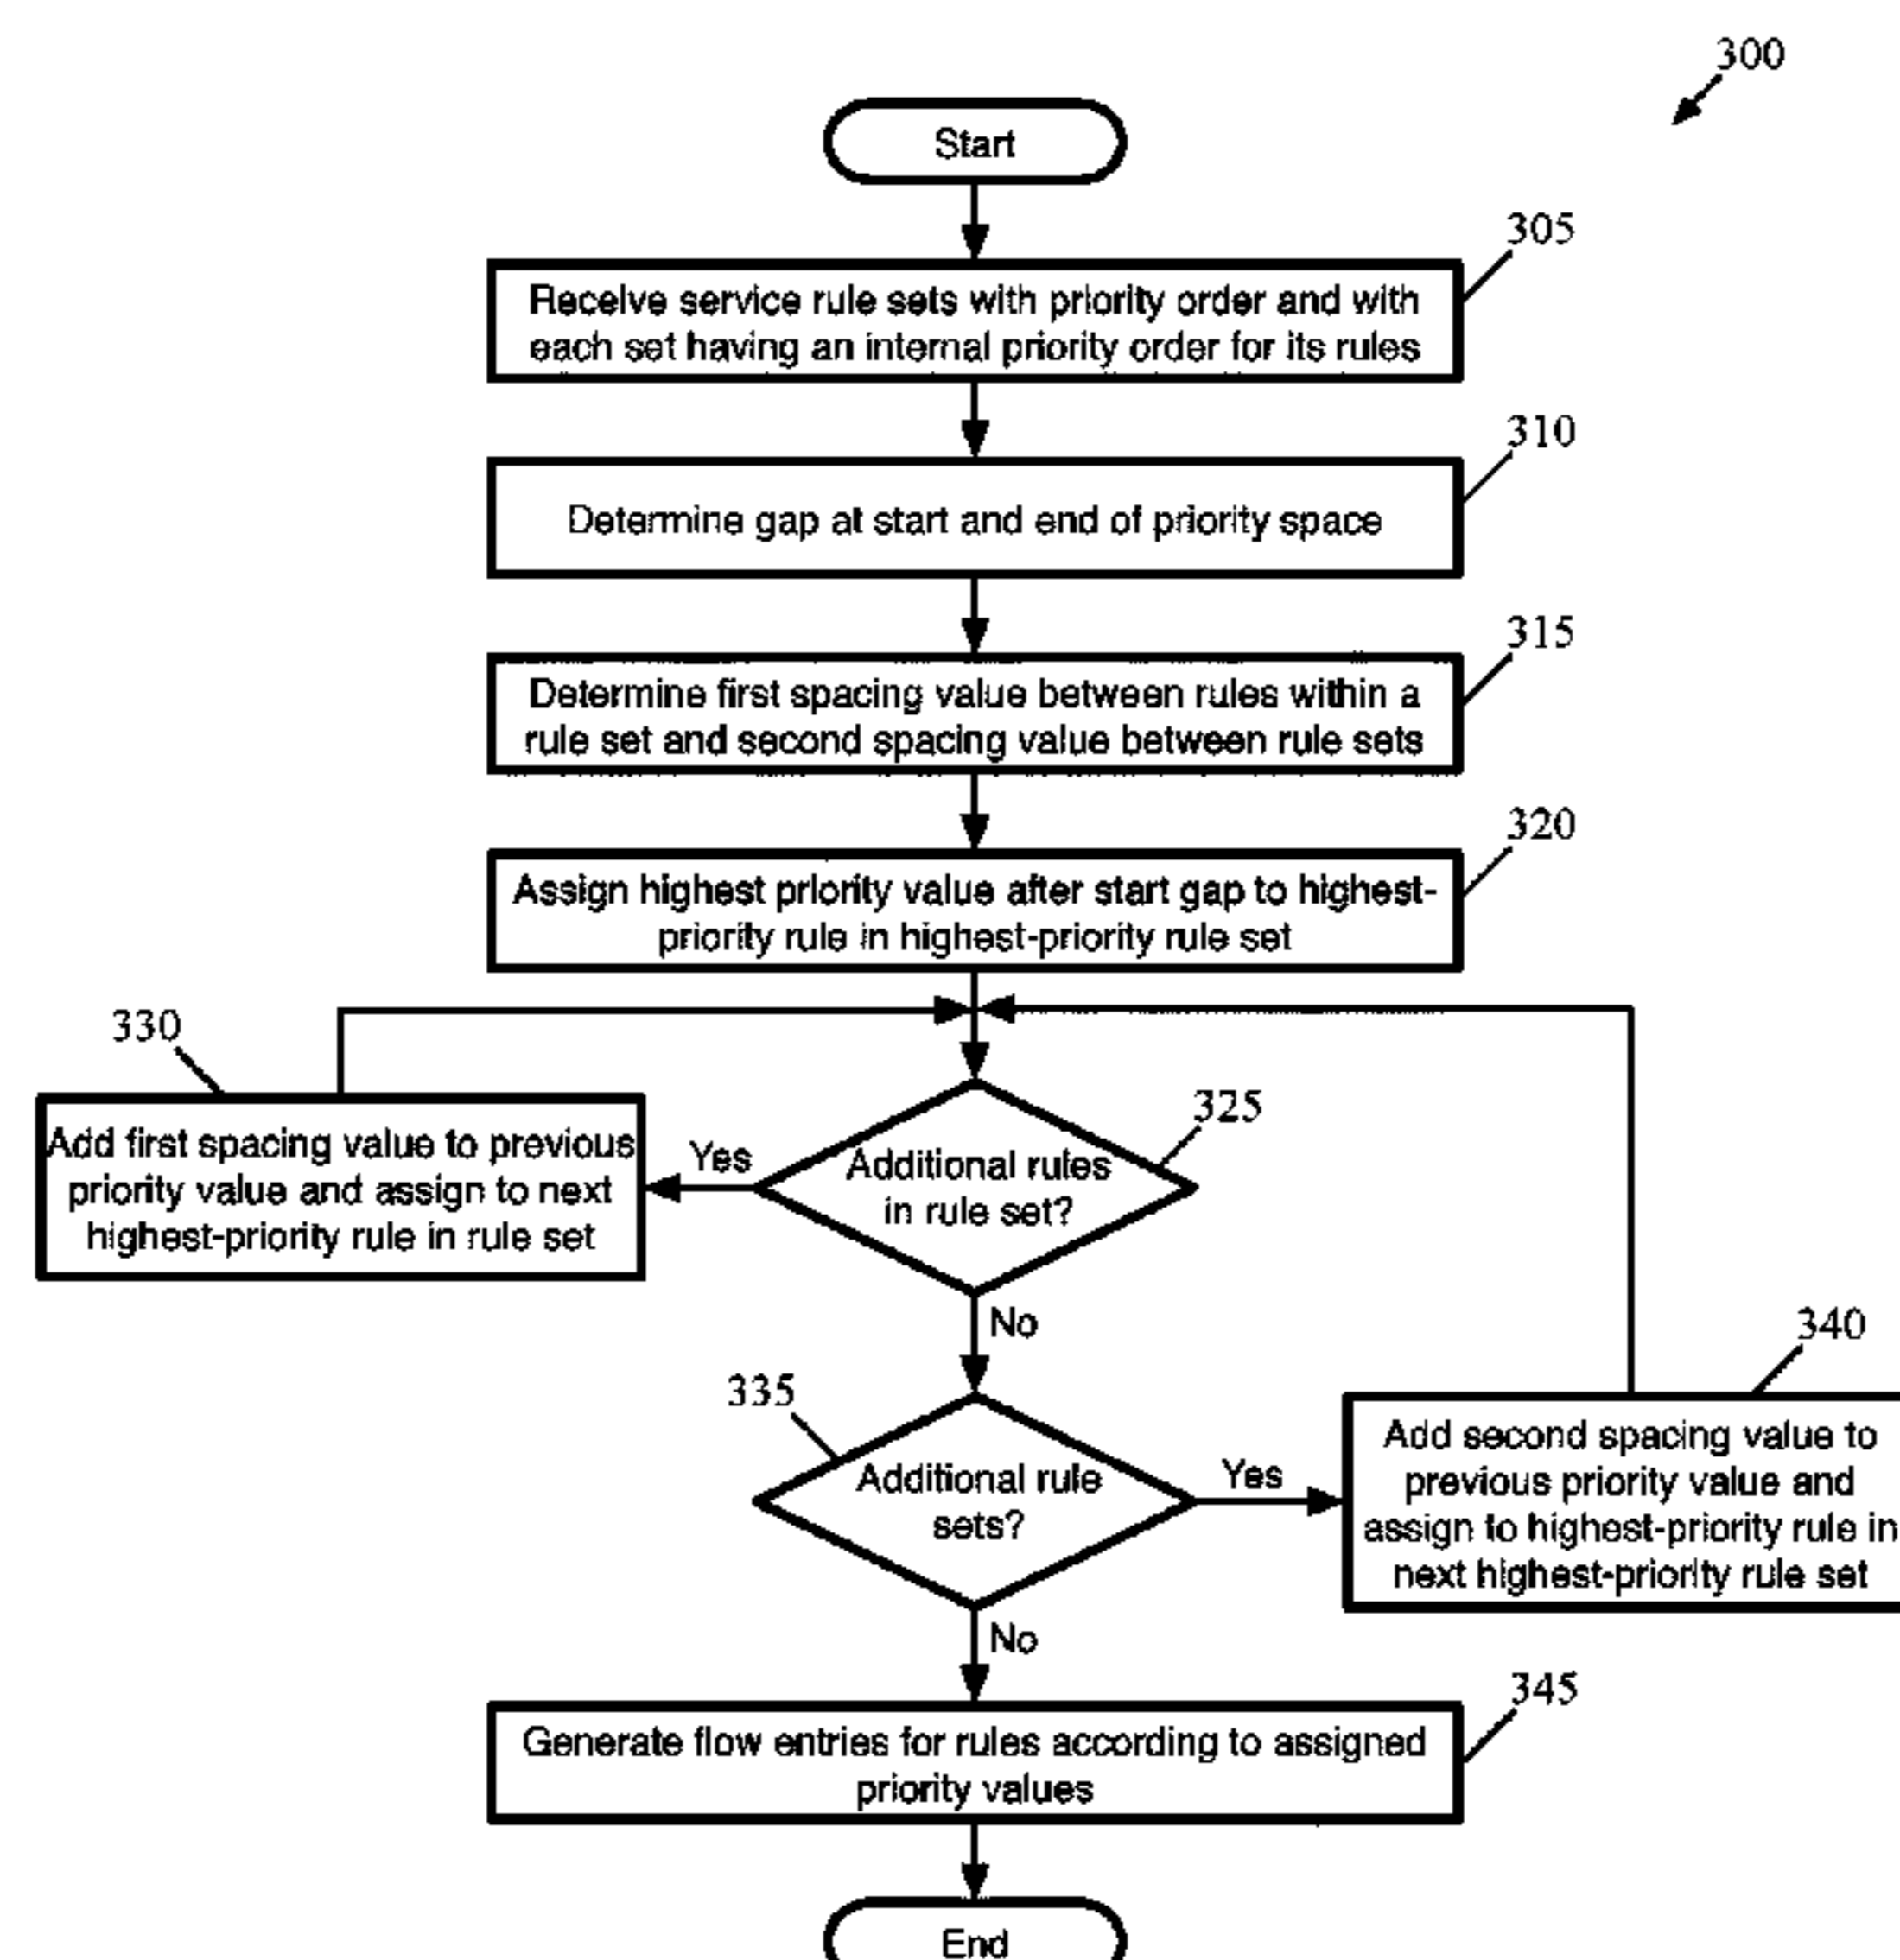 300
Start
305
Receive service rule sets with priority order and with
each set having an internal priority order for its rules
310
Determine gap at start and end of priority space
315
Determine first spacing value between rules within a
rule set and second spacing value between rule sets
320
Assign highest priority value after start gap to highest-
priority rule in highest-priority rule set
330
Add first spacing value to previous
priority value and assign to next
highest-priority rule in rule set
Yes
325
Additional rules
in rule set?
No
335
Additional rule
sets?
Yes
340
Add second spacing value to
previous priority value and
assign to highest-priority rule in
next highest-priority rule set
No
345
Generate flow entries for rules according to assigned
priority values
End